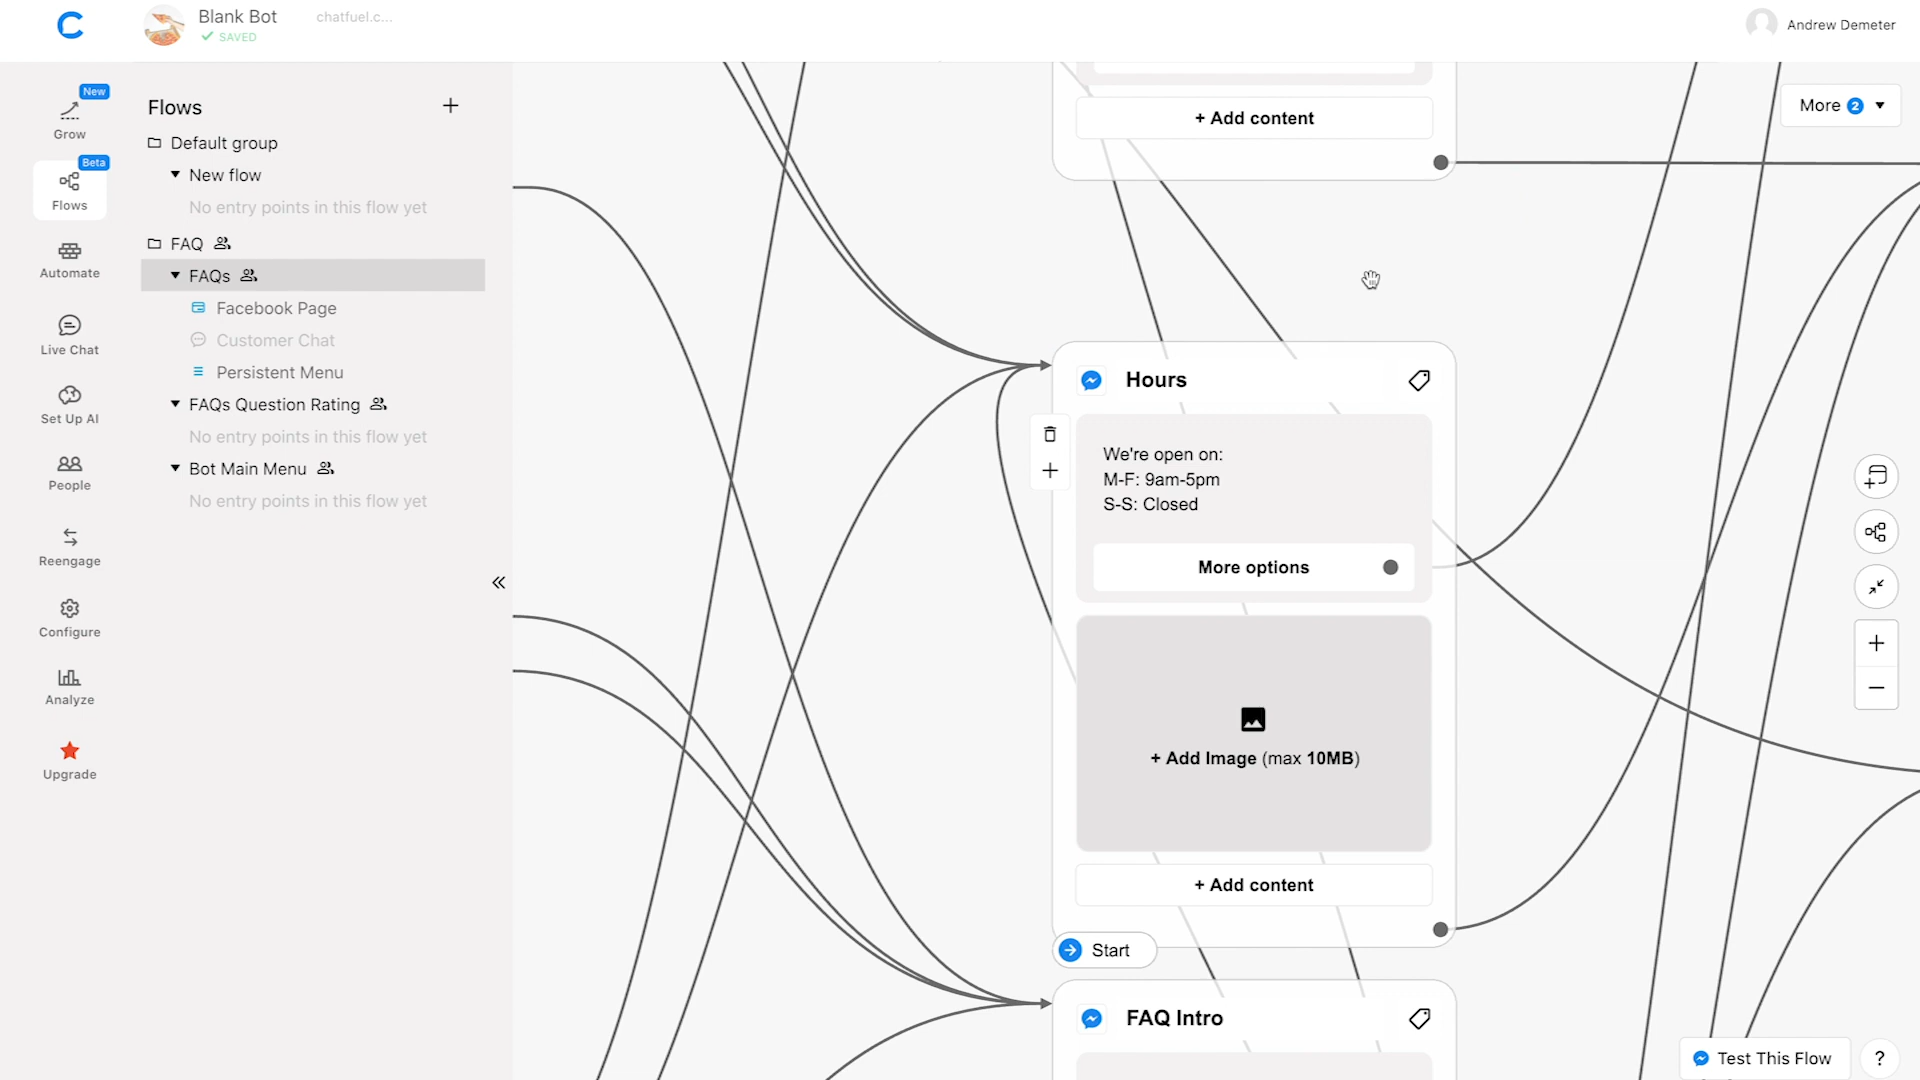 Blank Bot
SAVED
chatfuel.c...
Andrew Demeter
New
Grow
Beta
Flows
Automate
Live Chat
Set Up AI
People
Reengage
Configure
Analyze
Upgrade
Flows
Default group
New flow
No entry points in this flow yet
FAQ
FAQs
Facebook Page
Customer Chat
Persistent Menu
FAQs Question Rating
No entry points in this flow yet
Bot Main Menu
No entry points in this flow yet
+ Add content
More 2
Hours
We're open on:
M-F: 9am-5pm
S-S: Closed
More options
+ Add Image (max 10MB)
+ Add content
Start
FAQ Intro
Test This Flow
?